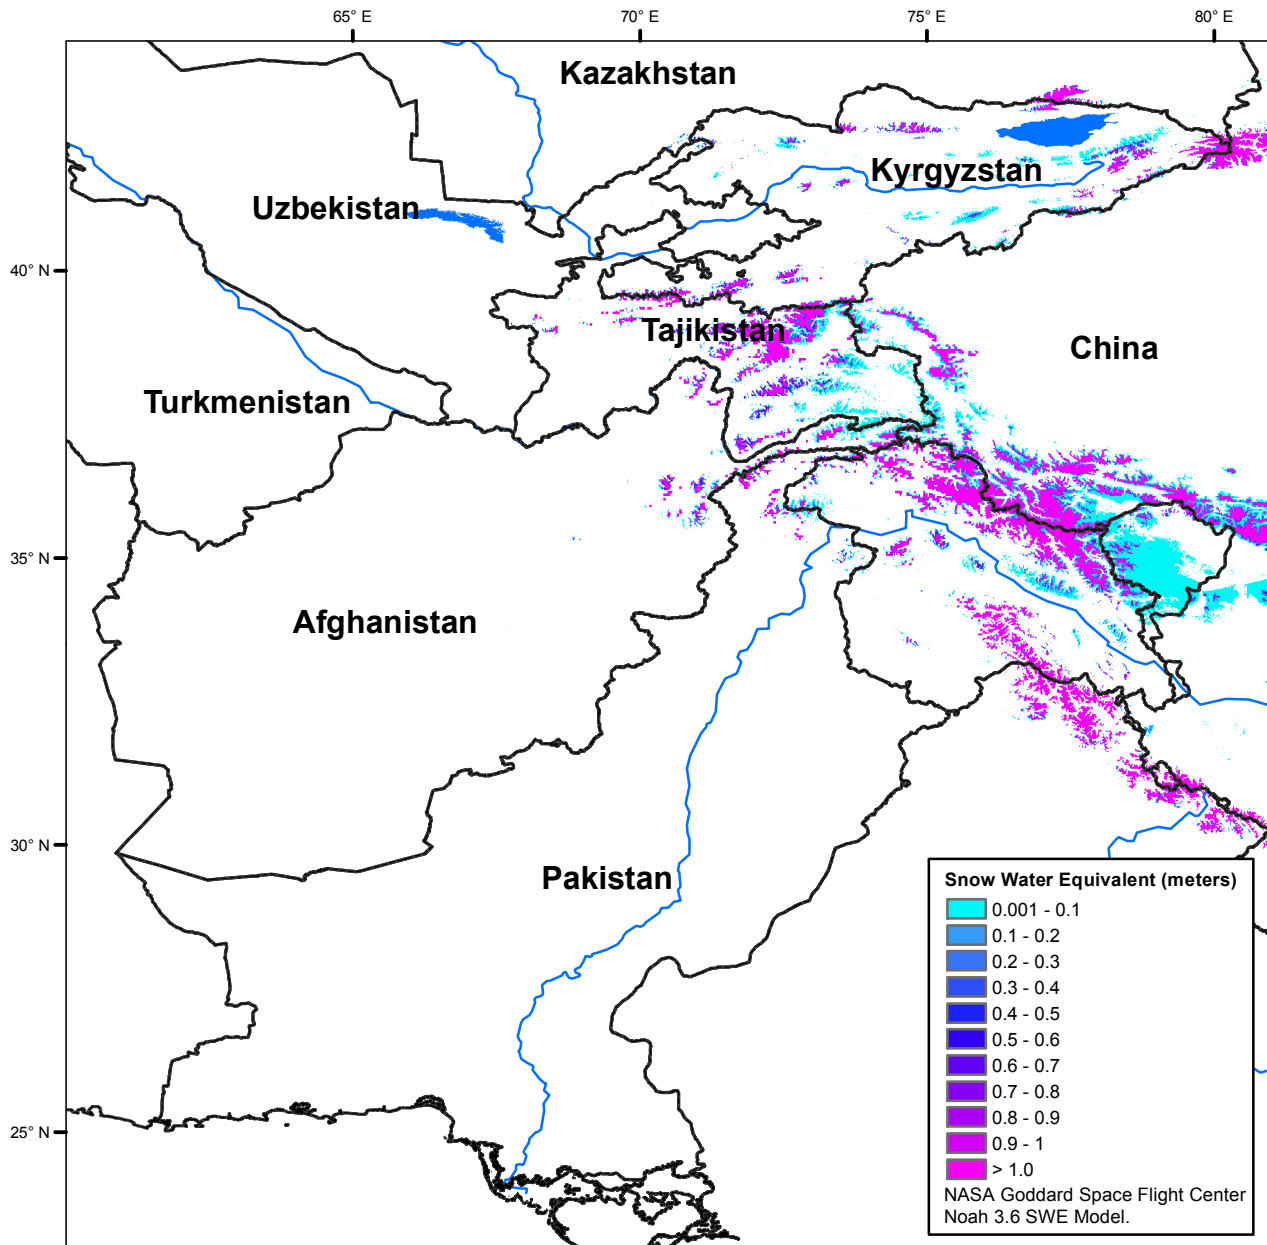 65° E
70° E
75° E
80° E
Kazakhstan
Kyrgyzstan
Uzbekistan
40° N
Tajikistan
China
Turkmenistan
35° N
Afghanistan
30° N
Pakistan
25° N
Snow Water Equivalent (meters)
0.001 - 0.1
0.1 - 0.2
0.2 - 0.3
0.3 - 0.4
0.4 - 0.5
0.5 - 0.6
0.6 - 0.7
0.7 - 0.8
0.8 - 0.9
0.9 - 1
> 1.0
NASA Goddard Space Flight Center
Noah 3.6 SWE Model.